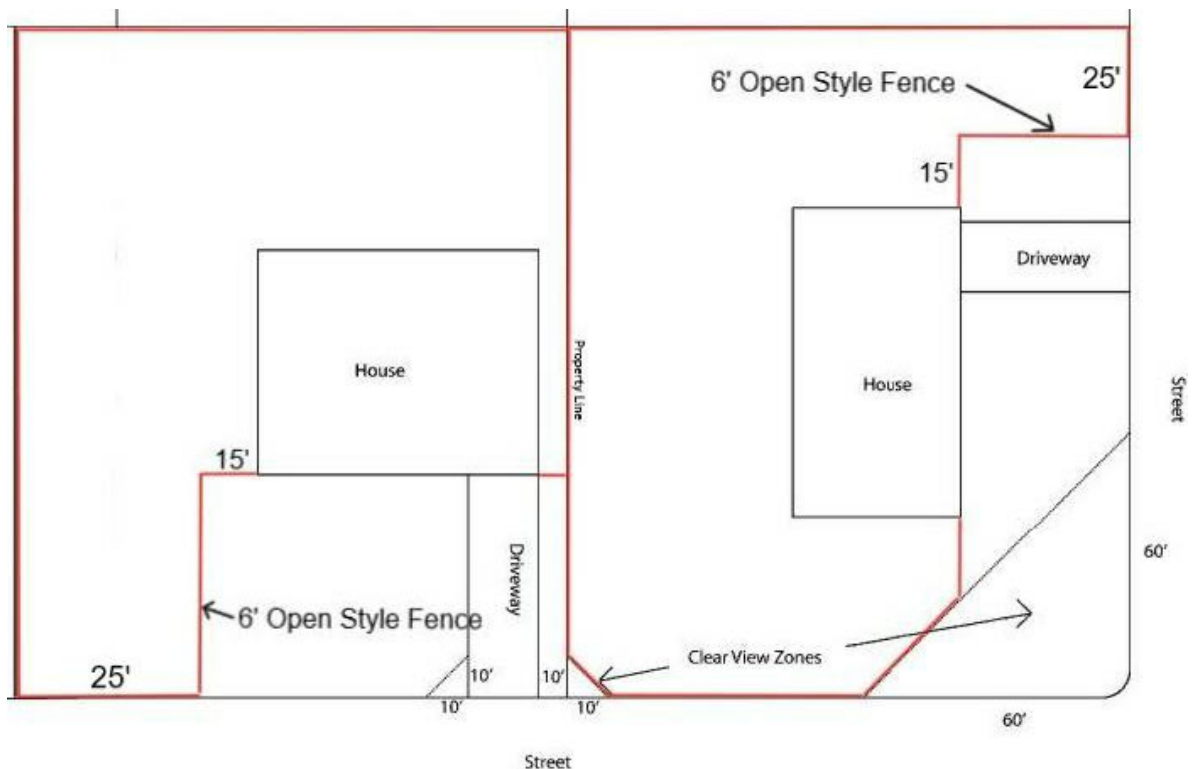 6' Open Style Fence
25'
15'
Driveway
House
Property Line
House
Street
15'
Driveway
60'
6' Open Style Fence
Clear View Zones
25'
10'
10'
10'
10'
60'
Street